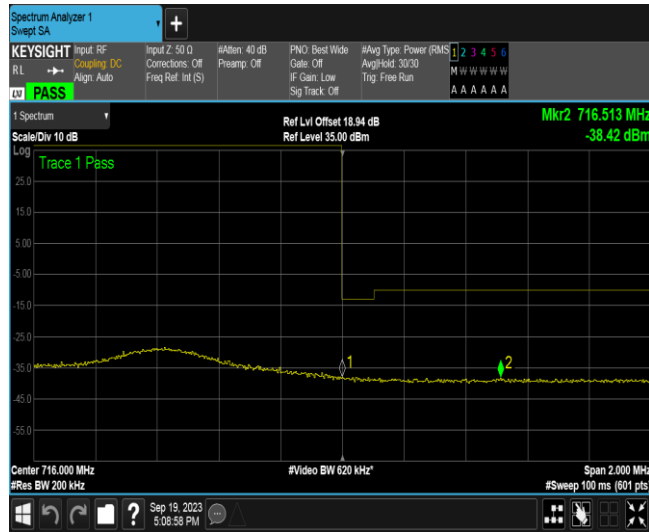 Spectrum Analyzer 1
Swept SA
+
KEYSIGHT Input: RF Input Z: 50 Ω #Atten: 40 dB PNO: Best Wide #Avg Type: Power (RMS 1 2 3 4 5 6
RL Coupling: DC Corrections: Off Preamp: Off Gate: Off Avg|Hold: 30/30 M W W W W W
Align: Auto Freq Ref: Int (S) IF Gain: Low Trig: Free Run
Sig Track: Off A A A A A A
LXI PASS
1 Spectrum Ref Lvl Offset 18.94 dB Mkr2 716.513 MHz
Scale/Div 10 dB Ref Level 35.00 dBm -38.42 dBm
Log
Trace 1 Pass
25.0
15.0
5.00
-5.00
-15.0
-25.0
-35.0
1
2
-45.0
-55.0
Center 716.000 MHz #Video BW 620 kHz* Span 2.000 MHz
#Res BW 200 kHz #Sweep 100 ms (601 pts)
? Sep 19, 2023
5:08:58 PM